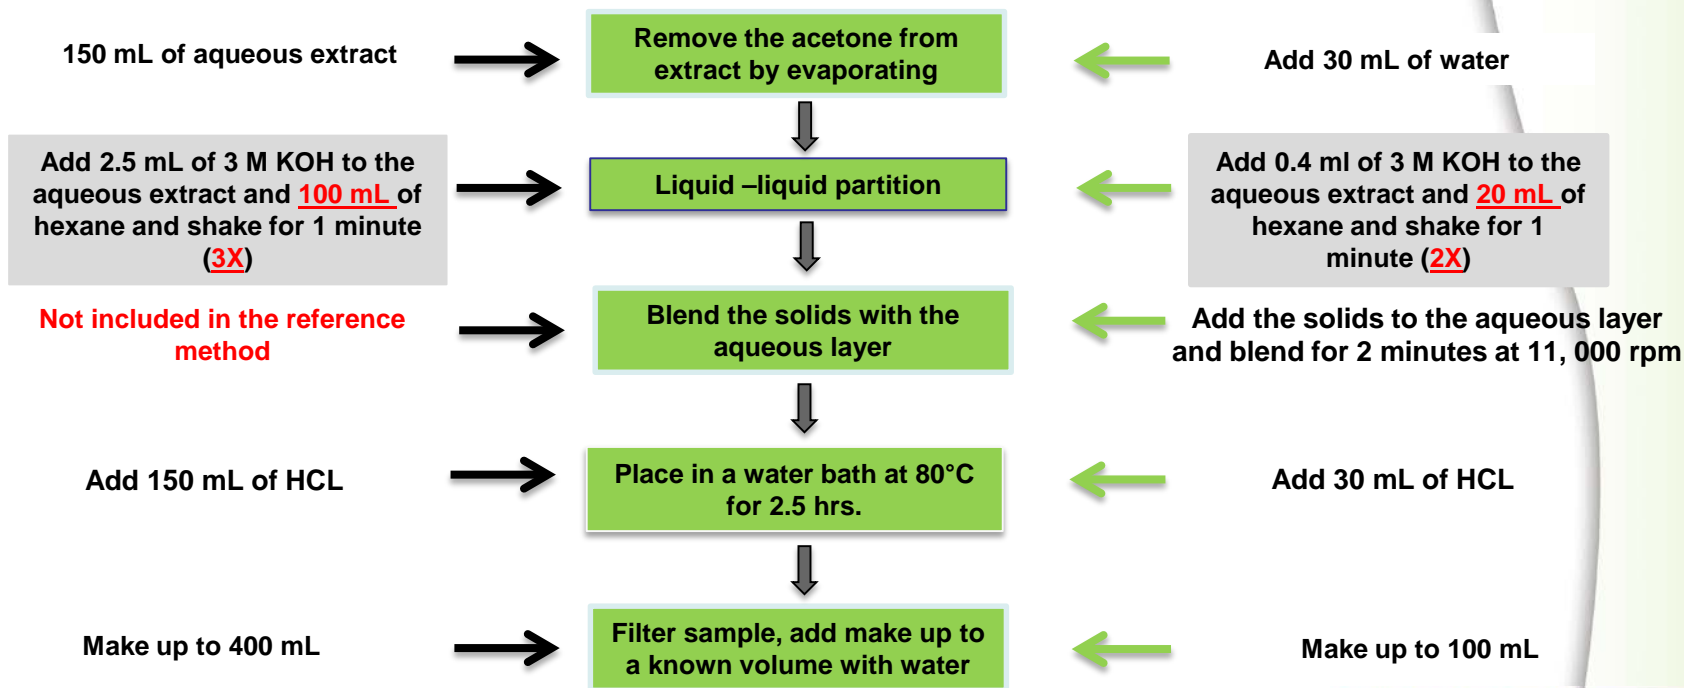 150 mL of aqueous extract
Remove the acetone from
extract by evaporating
Add 30 mL of water
Add 2.5 mL of 3 M KOH to the
aqueous extract and 100 mL of
hexane and shake for 1 minute
(3X)
Liquid –liquid partition
Add 0.4 ml of 3 M KOH to the
aqueous extract and 20 mL of
hexane and shake for 1
minute (2X)
Not included in the reference
method
Blend the solids with the
aqueous layer
Add the solids to the aqueous layer
and blend for 2 minutes at 11, 000 rpm
Add 150 mL of HCL
Place in a water bath at 80°C
for 2.5 hrs.
Add 30 mL of HCL
Make up to 400 mL
Filter sample, add make up to
a known volume with water
Make up to 100 mL